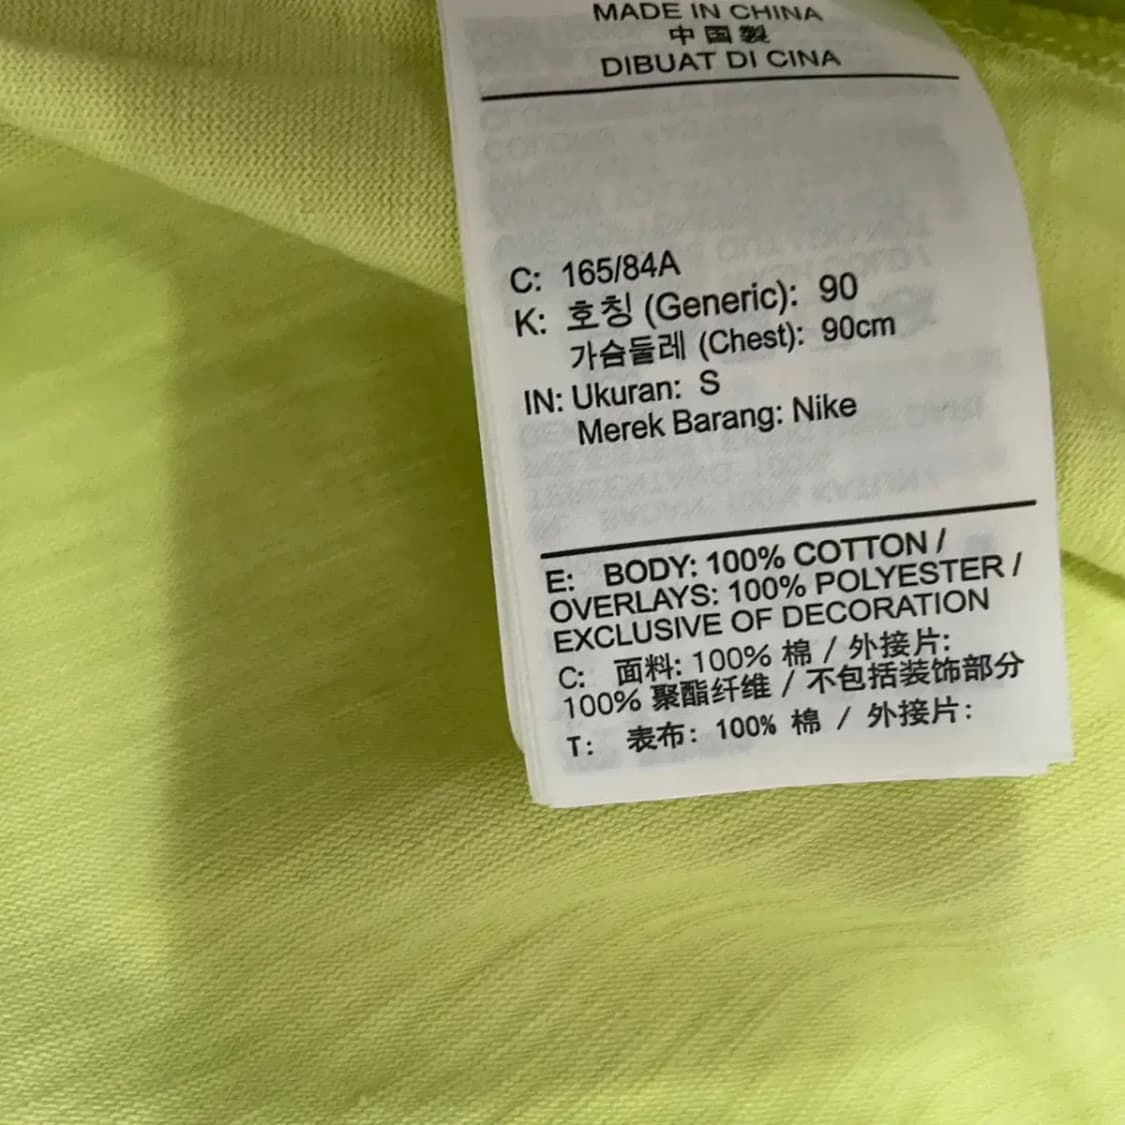 MADE IN CHINA
中国製
DIBUAT DI CINA
C: 165/84A
K: 호칭 (Generic): 90
가슴둘레 (Chest): 90cm
IN: Ukuran: S
Merek Barang: Nike
E: BODY: 100% COTTON /
OVERLAYS: 100% POLYESTER /
EXCLUSIVE OF DECORATION
C: 面料: 100% 棉 / 外接片:
100% 聚酯纤维 / 不包括装饰部分
T: 表布: 100% 棉 / 外接片: